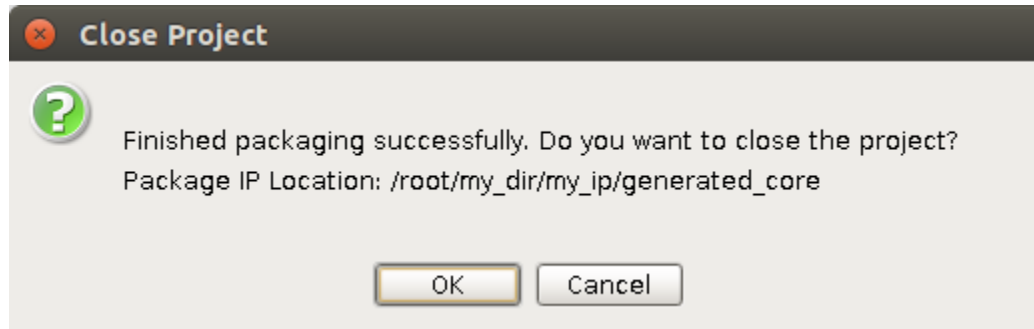 Close Project
Finished packaging successfully. Do you want to close the project?
Package IP Location: /root/my_dir/my_ip/generated_core
OK Cancel